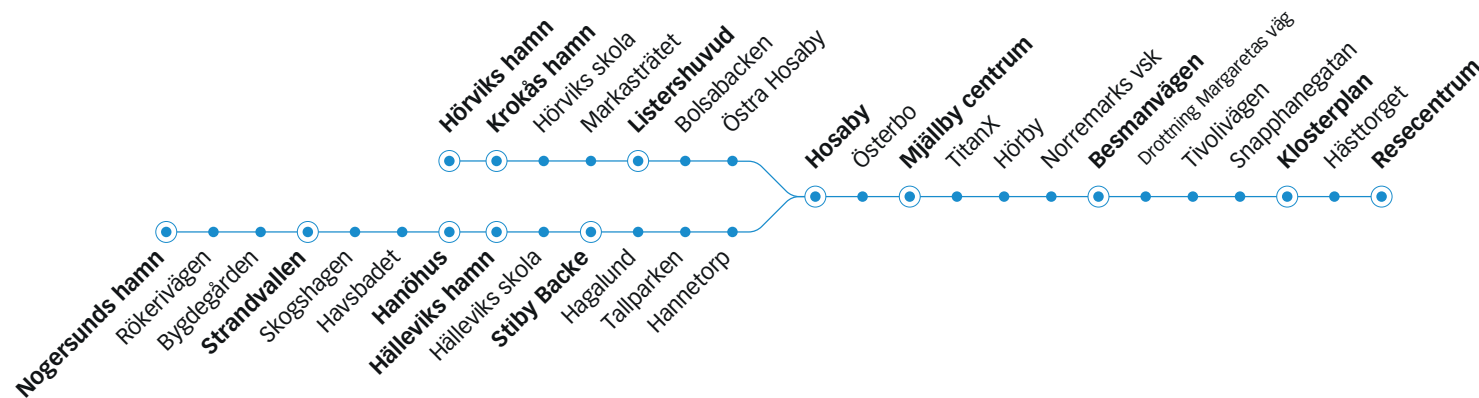 Hörviks hamn
Krokås hamn
Hörviks skola
Markasträtet
Listershuvud
Bolsabacken
Östra Hosaby
Hosaby
Österbo
Mjällby centrum
TitanX
Hörby
Norremarks vsk
Besmanvägen
Drottning Margaretas väg
Tivolivägen
Snapphanegatan
Klosterplan
Hästtorget
Resecentrum
Nogersunds hamn
Rökerivägen
Bygdegården
Strandvallen
Skogshagen
Havsbadet
Hanöhus
Hälleviks hamn
Hälleviks skola
Stiby Backe
Hagalund
Tallparken
Hannetorp